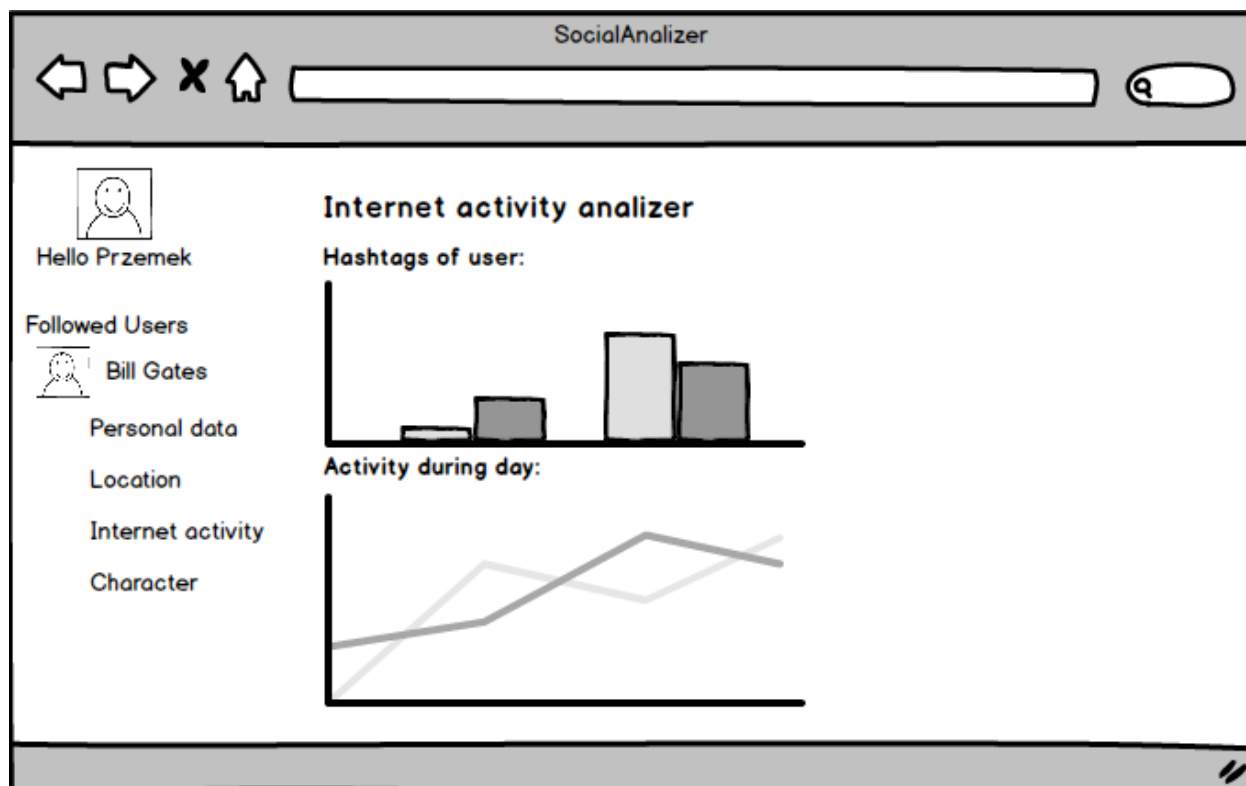 SocialAnalizer
Hello Przemek
Followed Users
Bill Gates
Personal data
Location
Internet activity
Character
Internet activity analizer
Hashtags of user:
Activity during day: